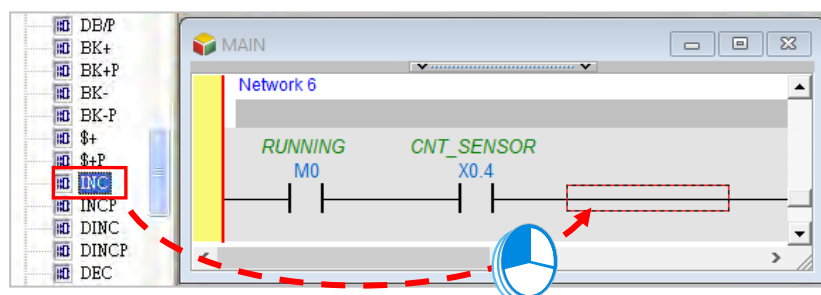 DB/P
BK+
BK+P
BK-
BK-P
$+
$+P
INC
INCP
DINC
DINCP
DEC
MAIN
Network 6
RUNNING CNT_SENSOR
M0 X0.4